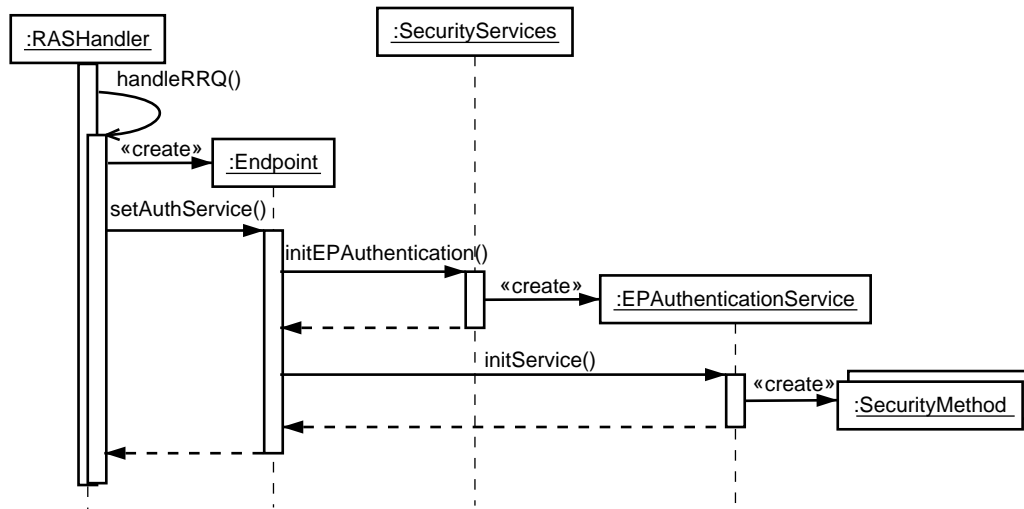 :RASHandler
:SecurityServices
handleRRQ()
«create»
:Endpoint
setAuthService()
initEPAuthentication()
«create»
:EPAuthenticationService
initService()
«create»
:SecurityMethod